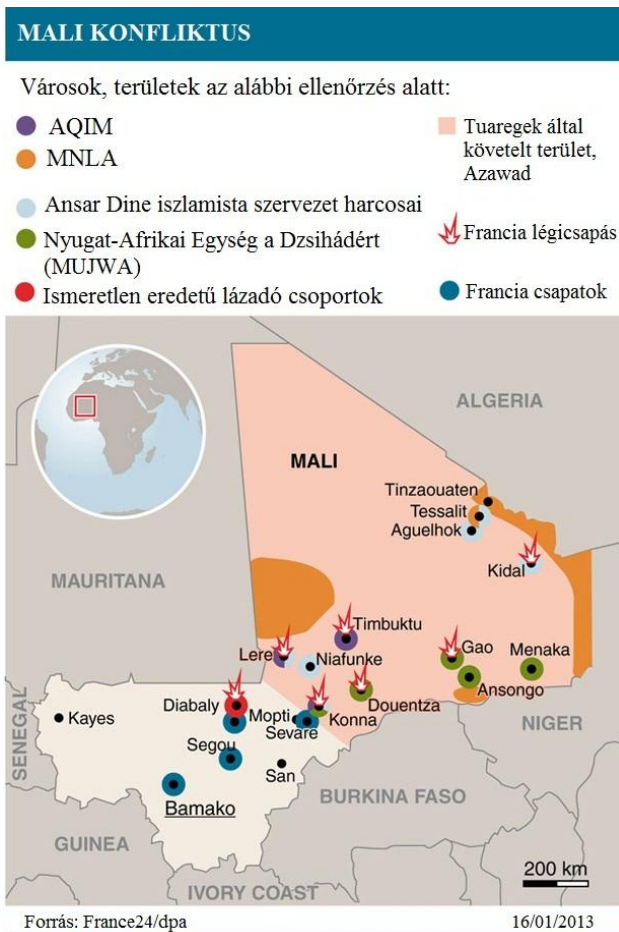 MALI KONFLIKTUS
Városok, területek az alábbi ellenőrzés alatt:
AQIM
MNLA
Ansar Dine iszlamista szervezet harcosai
Nyugat-Afrikai Egység a Dzsihádért
(MUJWA)
Ismeretlen eredetű lázadó csoportok
Tuaregek által
követelt terület,
Azawad
Francia légicsapás
Francia csapatok
ALGERIA
MALI
Tinzaouaten
Tessalit
Aguelhok
Kidal
MAURITANA
Timbuktu
Lere
Niafunke
Gao
Menaka
Ansongo
Douentza
Diabaly
Mopti
Sevare
Konna
Kayes
Segou
San
Bamako
NIGER
SENEGAL
BURKINA FASO
GUINEA
IVORY COAST
200 km
Forrás: France24/dpa
16/01/2013